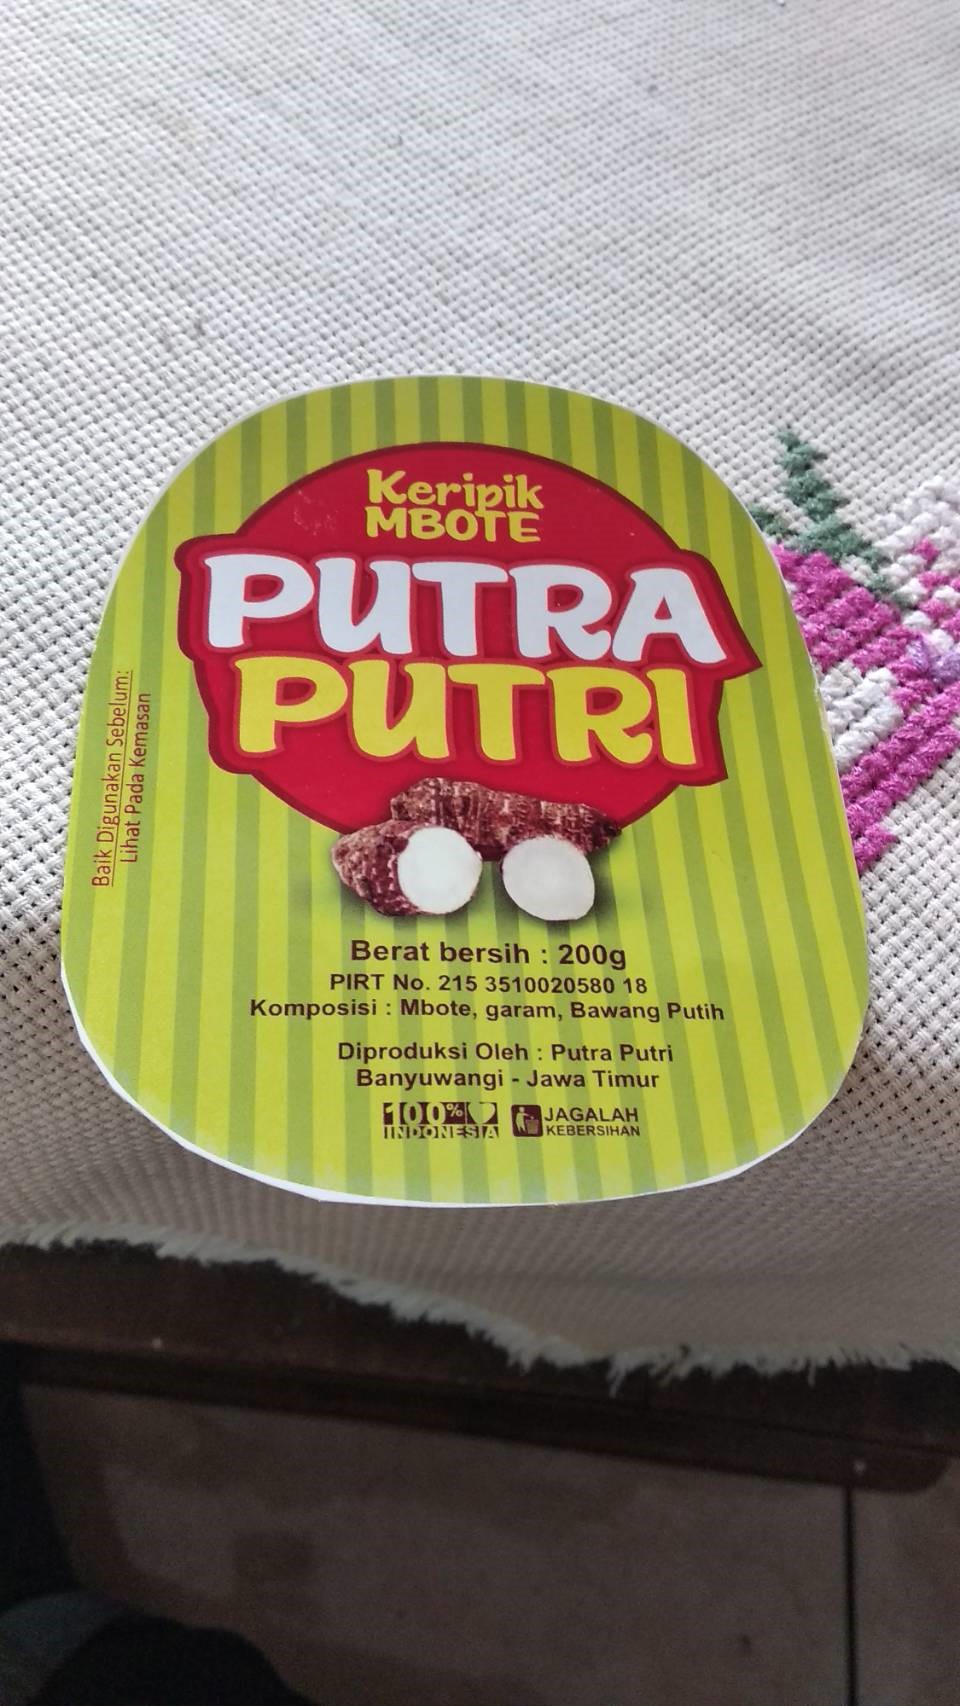 Keripik
MBOTE
PUTRA
PUTRI
Baik Digunakan Sebelum:
Lihat Pada Kemasan
Berat bersih : 200g
PIRT No. 215 3510020580 18
Komposisi : Mbote, garam, Bawang Putih
Diproduksi Oleh : Putra Putri
Banyuwangi - Jawa Timur
100%
INDONESIA
JAGALAH
KEBERSIHAN